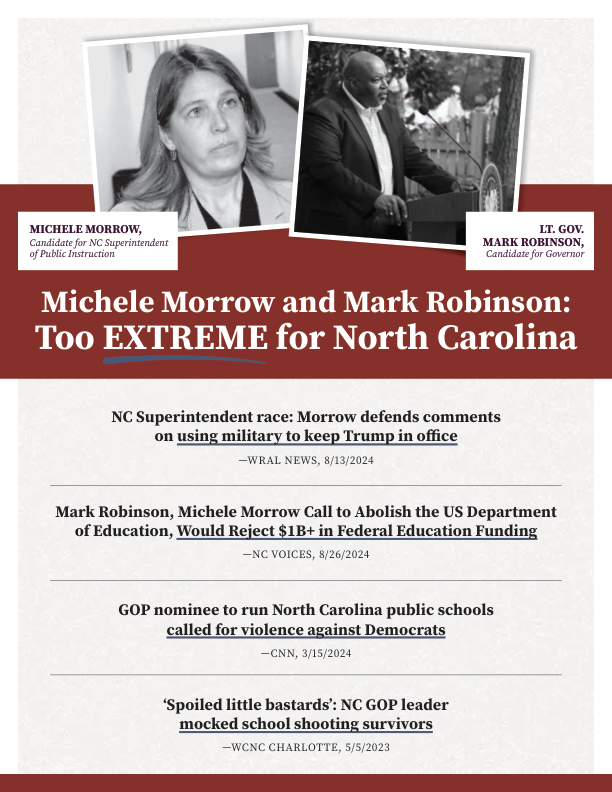 MICHELE MORROW,
Candidate for NC Superintendent
of Public Instruction
LT. GOV.
MARK ROBINSON,
Candidate for Governor
Michele Morrow and Mark Robinson:
Too EXTREME for North Carolina
NC Superintendent race: Morrow defends comments
on using military to keep Trump in office
—WRAL NEWS, 8/13/2024
Mark Robinson, Michele Morrow Call to Abolish the US Department
of Education, Would Reject $1B+ in Federal Education Funding
—NC VOICES, 8/26/2024
GOP nominee to run North Carolina public schools
called for violence against Democrats
—CNN, 3/15/2024
‘Spoiled little bastards’: NC GOP leader
mocked school shooting survivors
—WCNC CHARLOTTE, 5/5/2023